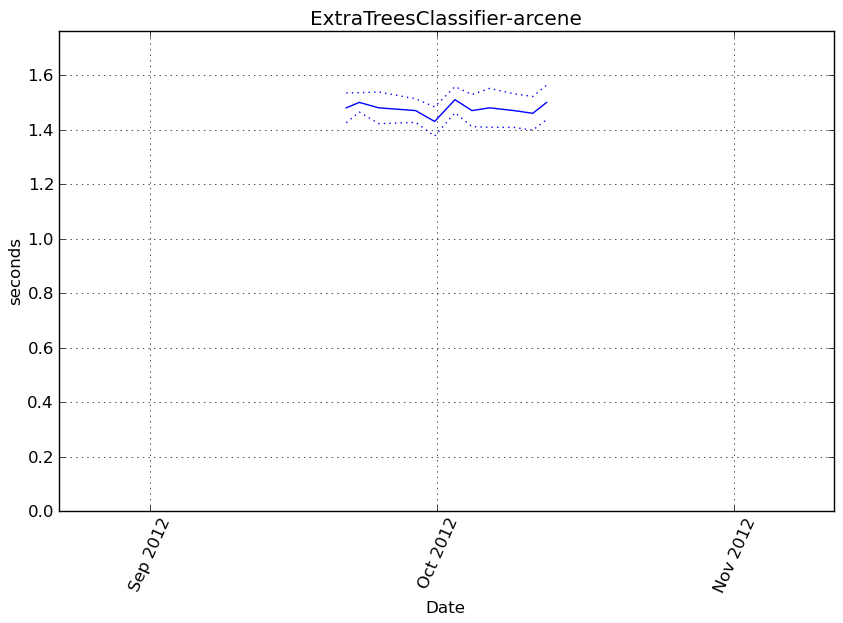 ExtraTreesClassifier-arcene
1.6
1.4
1.2
1.0
0.8
0.6
0.4
0.2
0.0
seconds
Sep 2012
Oct 2012
Nov 2012
Date